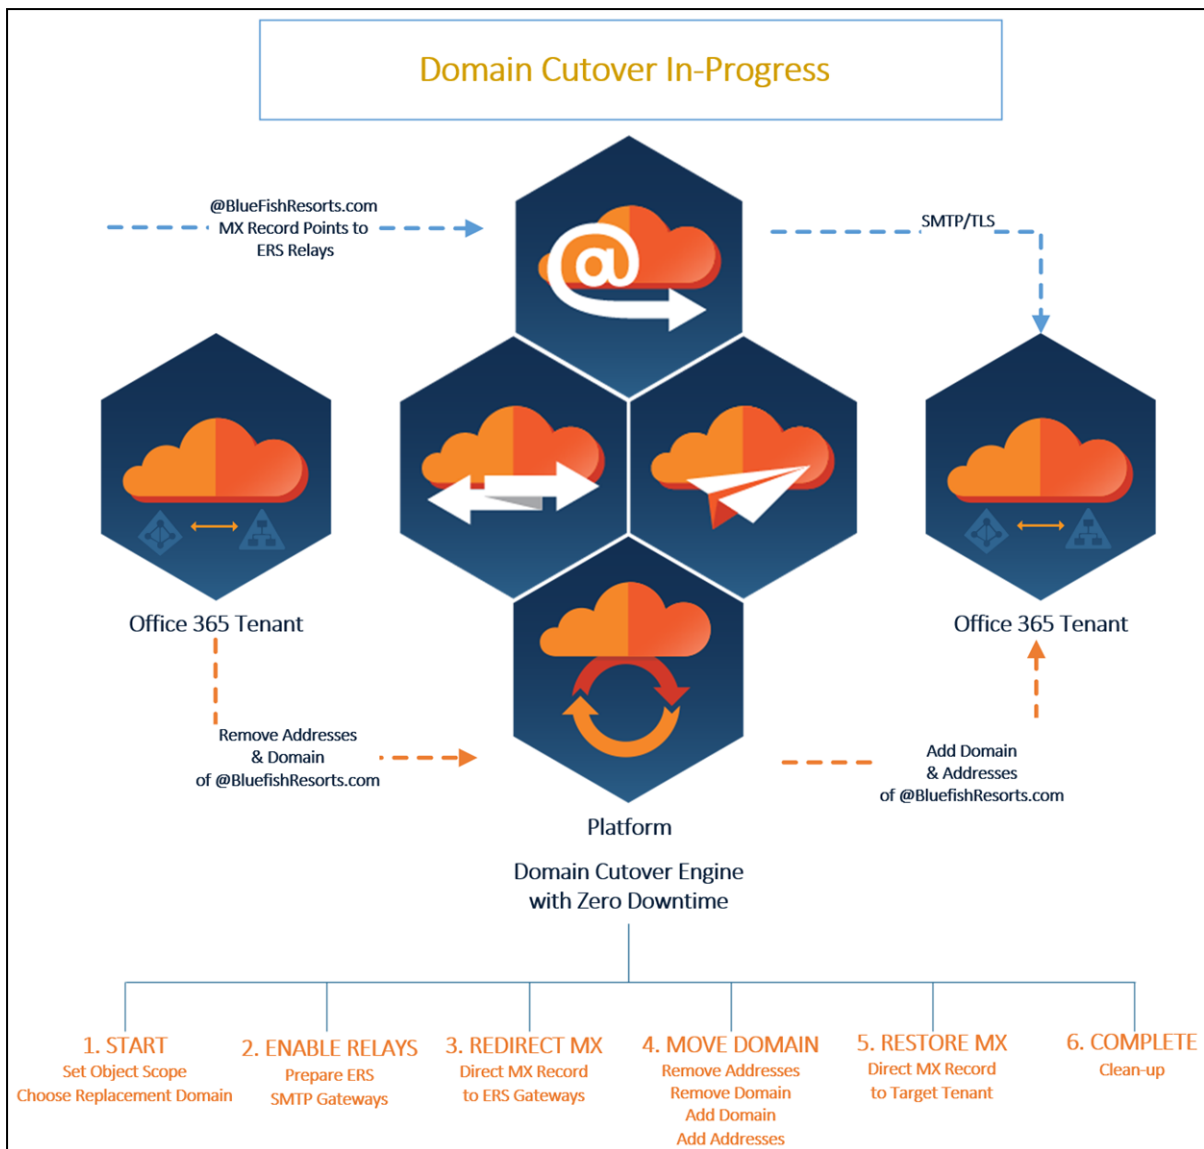 Domain Cutover In-Progress
@BlueFishResorts.com
MX Record Points to
ERS Relays
SMTP/TLS
@
Office 365 Tenant
Office 365 Tenant
Remove Addresses
& Domain
of @BluefishResorts.com
Add Domain
& Addresses
of @BluefishResorts.com
Platform
Domain Cutover Engine
with Zero Downtime
1. START
Set Object Scope
Choose Replacement Domain
2. ENABLE RELAYS
Prepare ERS
SMTP Gateways
3. REDIRECT MX
Direct MX Record
to ERS Gateways
4. MOVE DOMAIN
Remove Addresses
Remove Domain
Add Domain
Add Addresses
5. RESTORE MX
Direct MX Record
to Target Tenant
6. COMPLETE
Clean-up